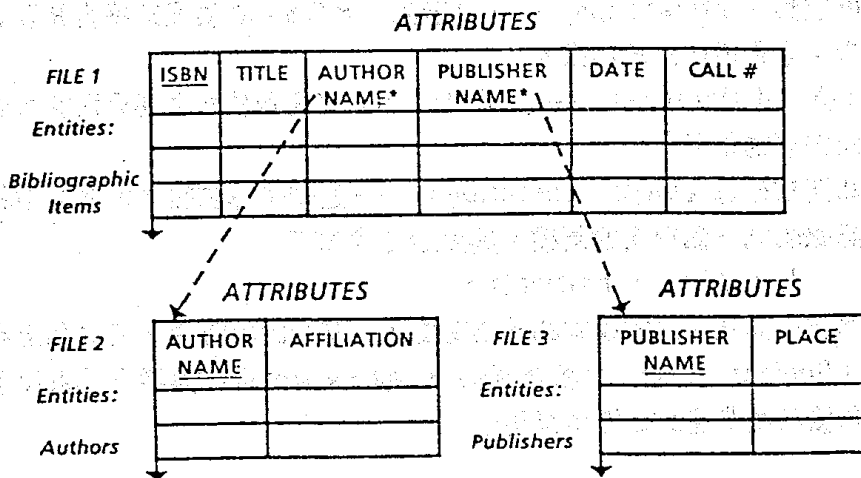 ATTRIBUTES
FILE 1 ISBN TITLE AUTHOR PUBLISHER DATE CALL #
NAME* NAME*
Entities:
Bibliographic
Items
ATTRIBUTES ATTRIBUTES
FILE 2 AUTHOR AFFILIATION FILE 3 PUBLISHER PLACE
NAME NAME
Entities: Entities:
Authors Publishers